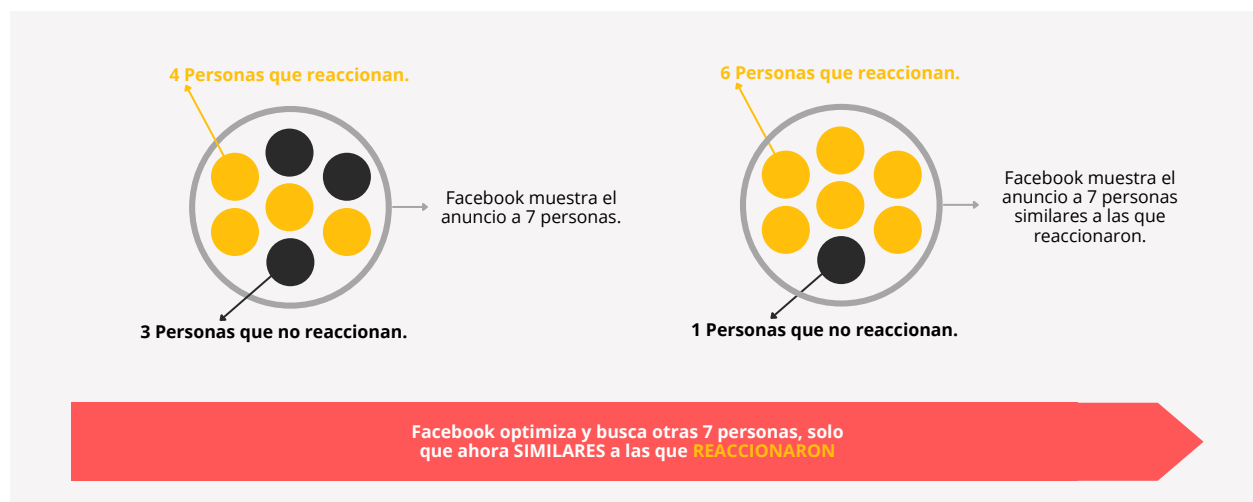 4 Personas que reaccionan.
Facebook muestra el
anuncio a 7 personas.
3 Personas que no reaccionan.
6 Personas que reaccionan.
Facebook muestra el
anuncio a 7 personas
similares a las que
reaccionaron.
1 Personas que no reaccionan.
Facebook optimiza y busca otras 7 personas, solo
que ahora SIMILARES a las que REACCIONARON